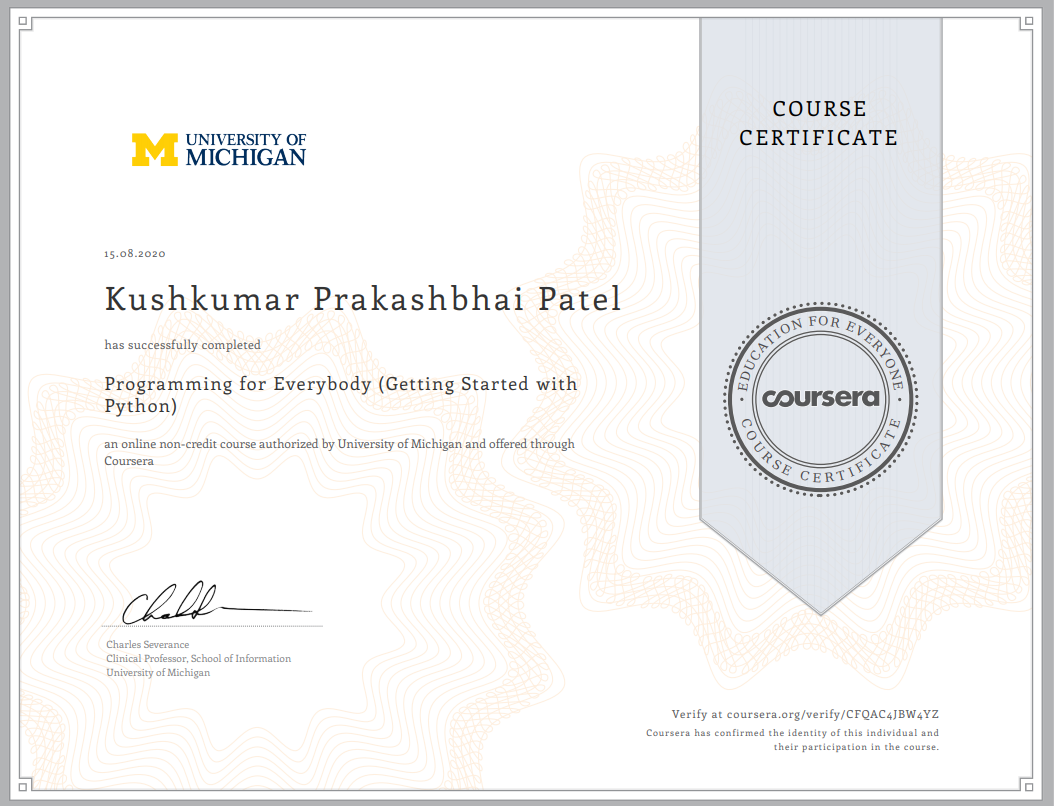 COURSE
CERTIFICATE
UNIVERSITY OF
MICHIGAN
15.08.2020
Kushkumar Prakashbhai Patel
has successfully completed
Programming for Everybody (Getting Started with
Python)
an online non-credit course authorized by University of Michigan and offered through
Coursera
EDUCATION FOR EVERYONE
coursera
COURSE CERTIFICATE
Charles Severance
Clinical Professor, School of Information
University of Michigan
Verify at coursera.org/verify/CFQAC4JBW4YZ
Coursera has confirmed the identity of this individual and
their participation in the course.